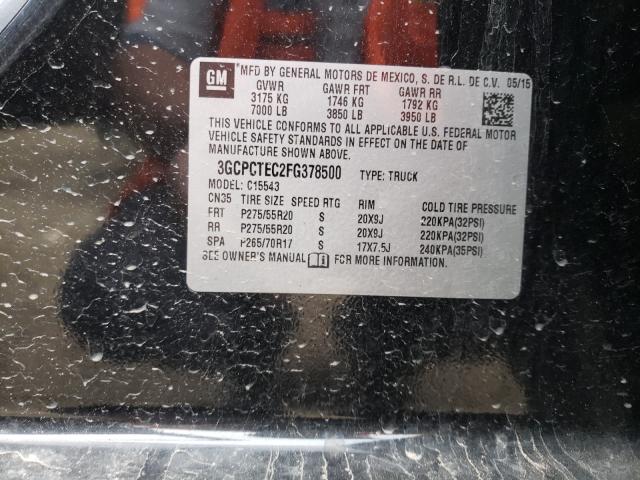 GM
MFD BY GENERAL MOTORS DE MEXICO, S. DE R.L. DE C.V. 05/15
GVWR GAWR FRT GAWR RR
3175 KG 1746 KG 1792 KG
7000 LB 3850 LB 3950 LB
THIS VEHICLE CONFORMS TO ALL APPLICABLE U.S. FEDERAL MOTOR
VEHICLE SAFETY STANDARDS IN EFFECT ON THE DATE OF
MANUFACTURE SHOWN ABOVE.
3GCPCTEC2FG378500 TYPE: TRUCK
MODEL: C15543
CN35 TIRE SIZE SPEED RTG RIM COLD TIRE PRESSURE
FRT P275/55R20 S 20X9J 220KPA(32PSI)
RR P275/55R20 S 20X9J 220KPA(32PSI)
SPA P265/70R17 S 17X7.5J 240KPA(35PSI)
SEE OWNER'S MANUAL FOR MORE INFORMATION.